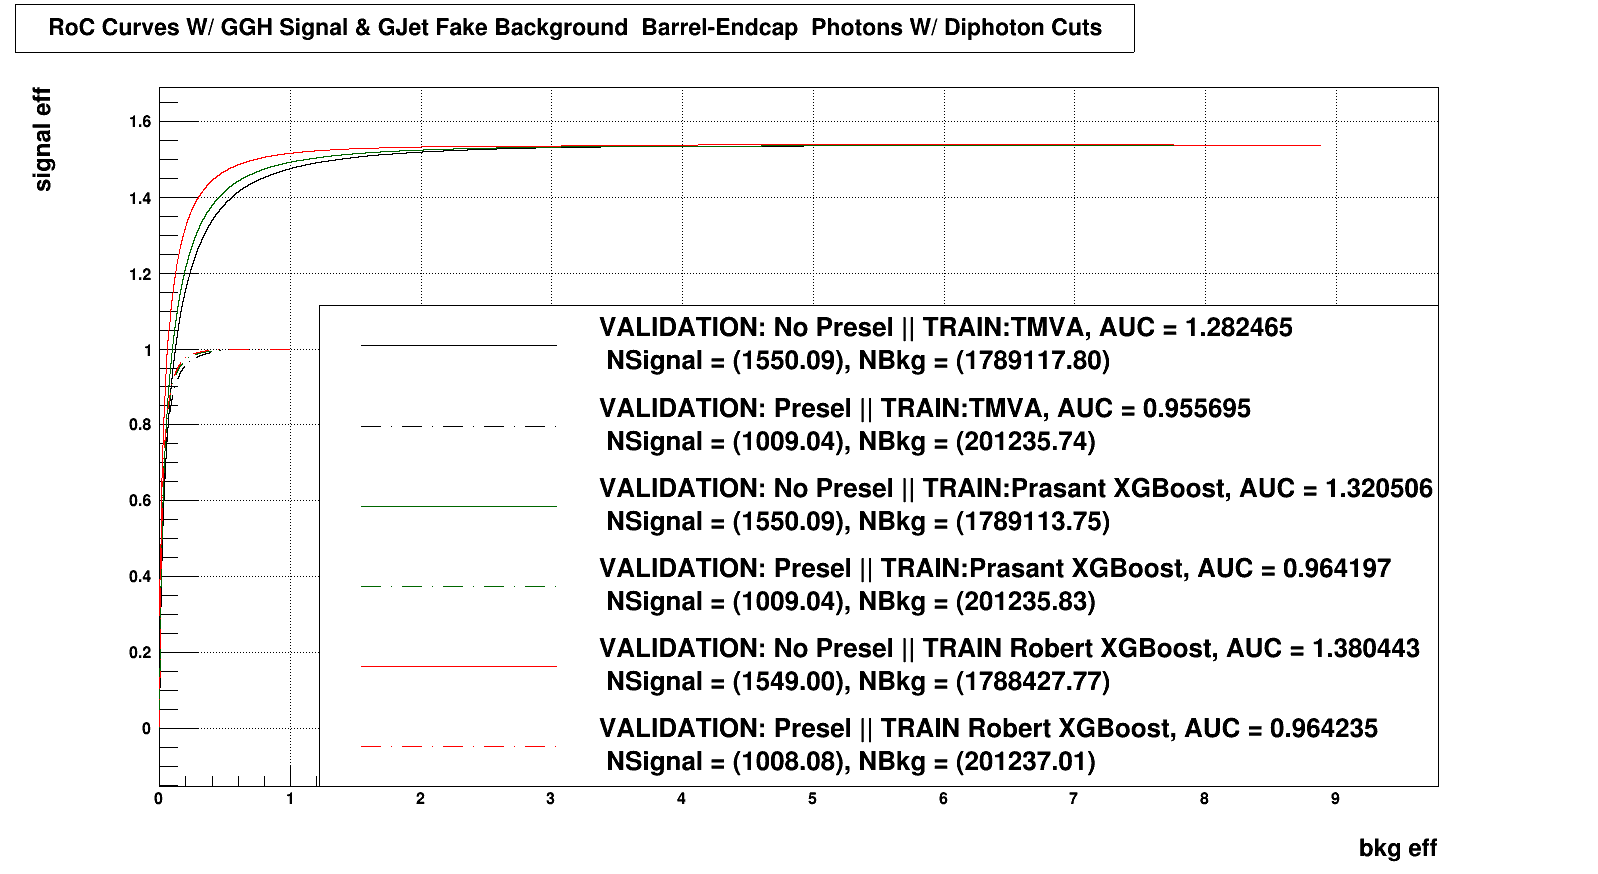 RoC Curves W/ GGH Signal & GJet Fake Background  Barrel-Endcap  Photons W/ Diphoton Cuts
signal eff
1.6
1.4
1.2
1
0.8
0.6
0.4
0.2
0
VALIDATION: No Presel || TRAIN:TMVA, AUC = 1.282465
NSignal = (1550.09), NBkg = (1789117.80)
VALIDATION: Presel || TRAIN:TMVA, AUC = 0.955695
NSignal = (1009.04), NBkg = (201235.74)
VALIDATION: No Presel || TRAIN:Prasant XGBoost, AUC = 1.320506
NSignal = (1550.09), NBkg = (1789113.75)
VALIDATION: Presel || TRAIN:Prasant XGBoost, AUC = 0.964197
NSignal = (1009.04), NBkg = (201235.83)
VALIDATION: No Presel || TRAIN Robert XGBoost, AUC = 1.380443
NSignal = (1549.00), NBkg = (1788427.77)
VALIDATION: Presel || TRAIN Robert XGBoost, AUC = 0.964235
NSignal = (1008.08), NBkg = (201237.01)
0 1 2 3 4 5 6 7 8 9
bkg eff